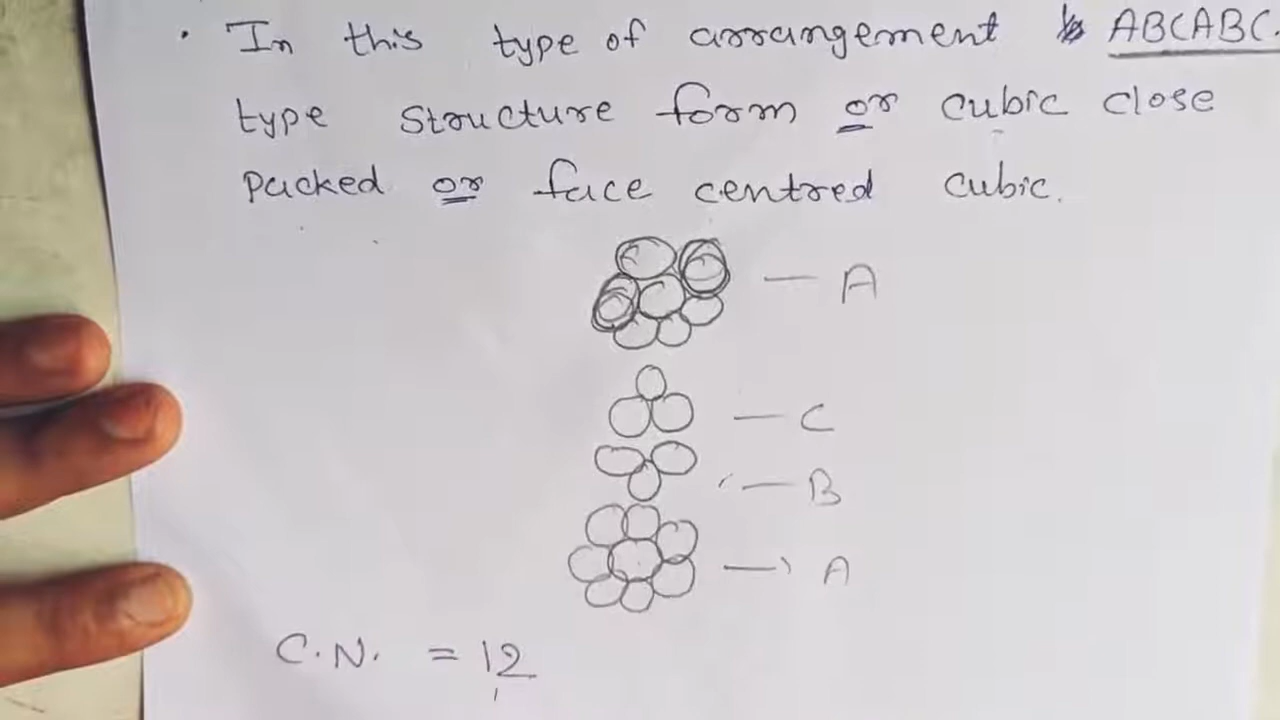 • In this type of arrangement ABCABC.
type structure form or cubic close
packed or face centred cubic.
— A
— C
— B
—> A
C.N. = 12